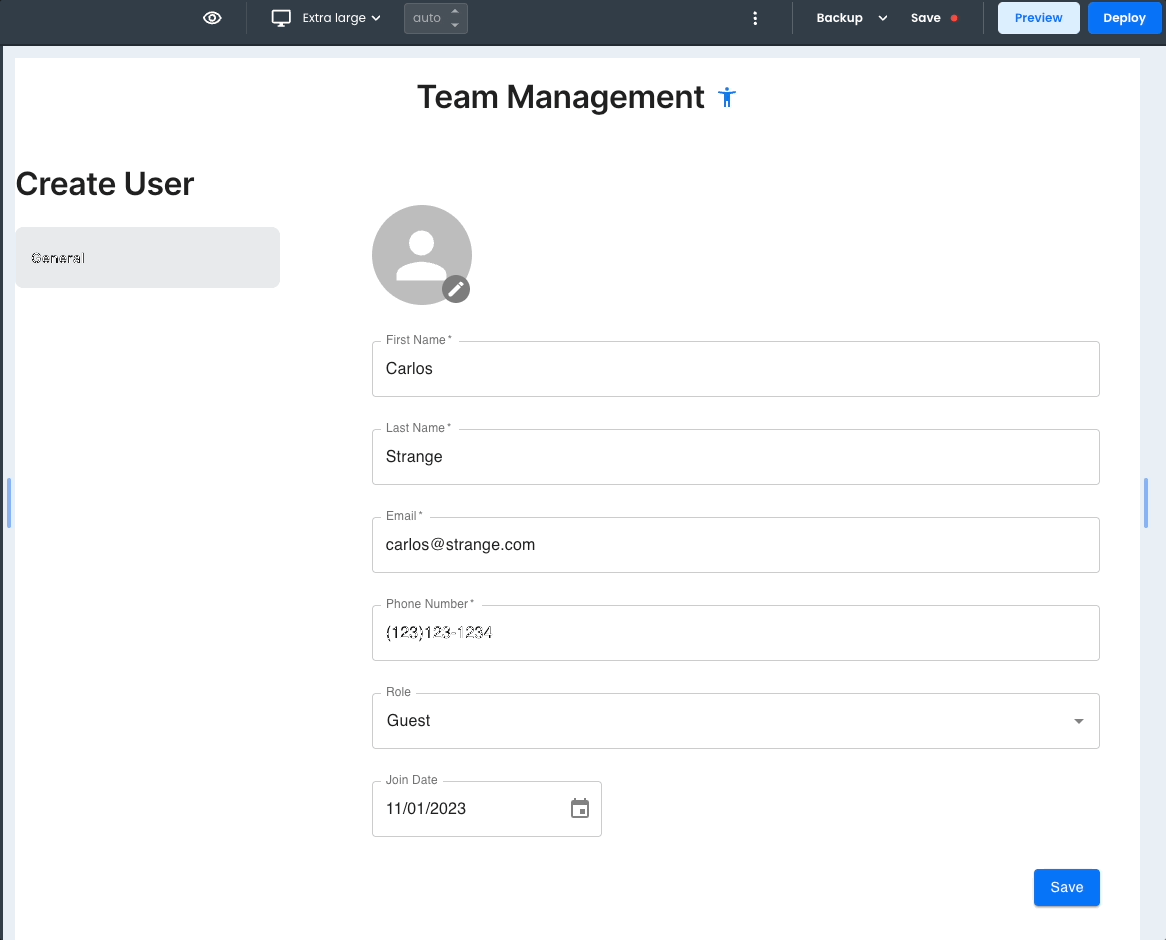 Extra large
auto
Backup
Save
Preview
Deploy
Team Management
Create User
General
First Name *
Carlos
Last Name *
Strange
Email *
carlos@strange.com
Phone Number *
(123)123-1234
Role
Guest
Join Date
11/01/2023
Save